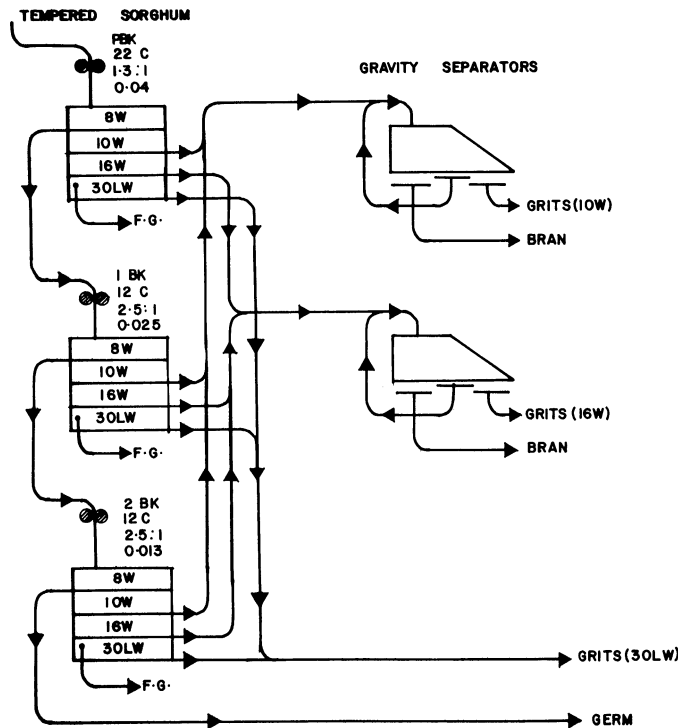 TEMPERED SORGHUM
PBK
22 C
1·3:1
0·04
8W
10W
16W
30LW
F·G·
GRAVITY SEPARATORS
GRITS(10W)
BRAN
1 BK
12 C
2·5:1
0·025
8W
10W
16W
30LW
F·G·
GRITS(16W)
BRAN
2 BK
12C
2·5:1
0·013
8W
10W
16W
30LW
F·G·
GRITS(30LW)
GERM